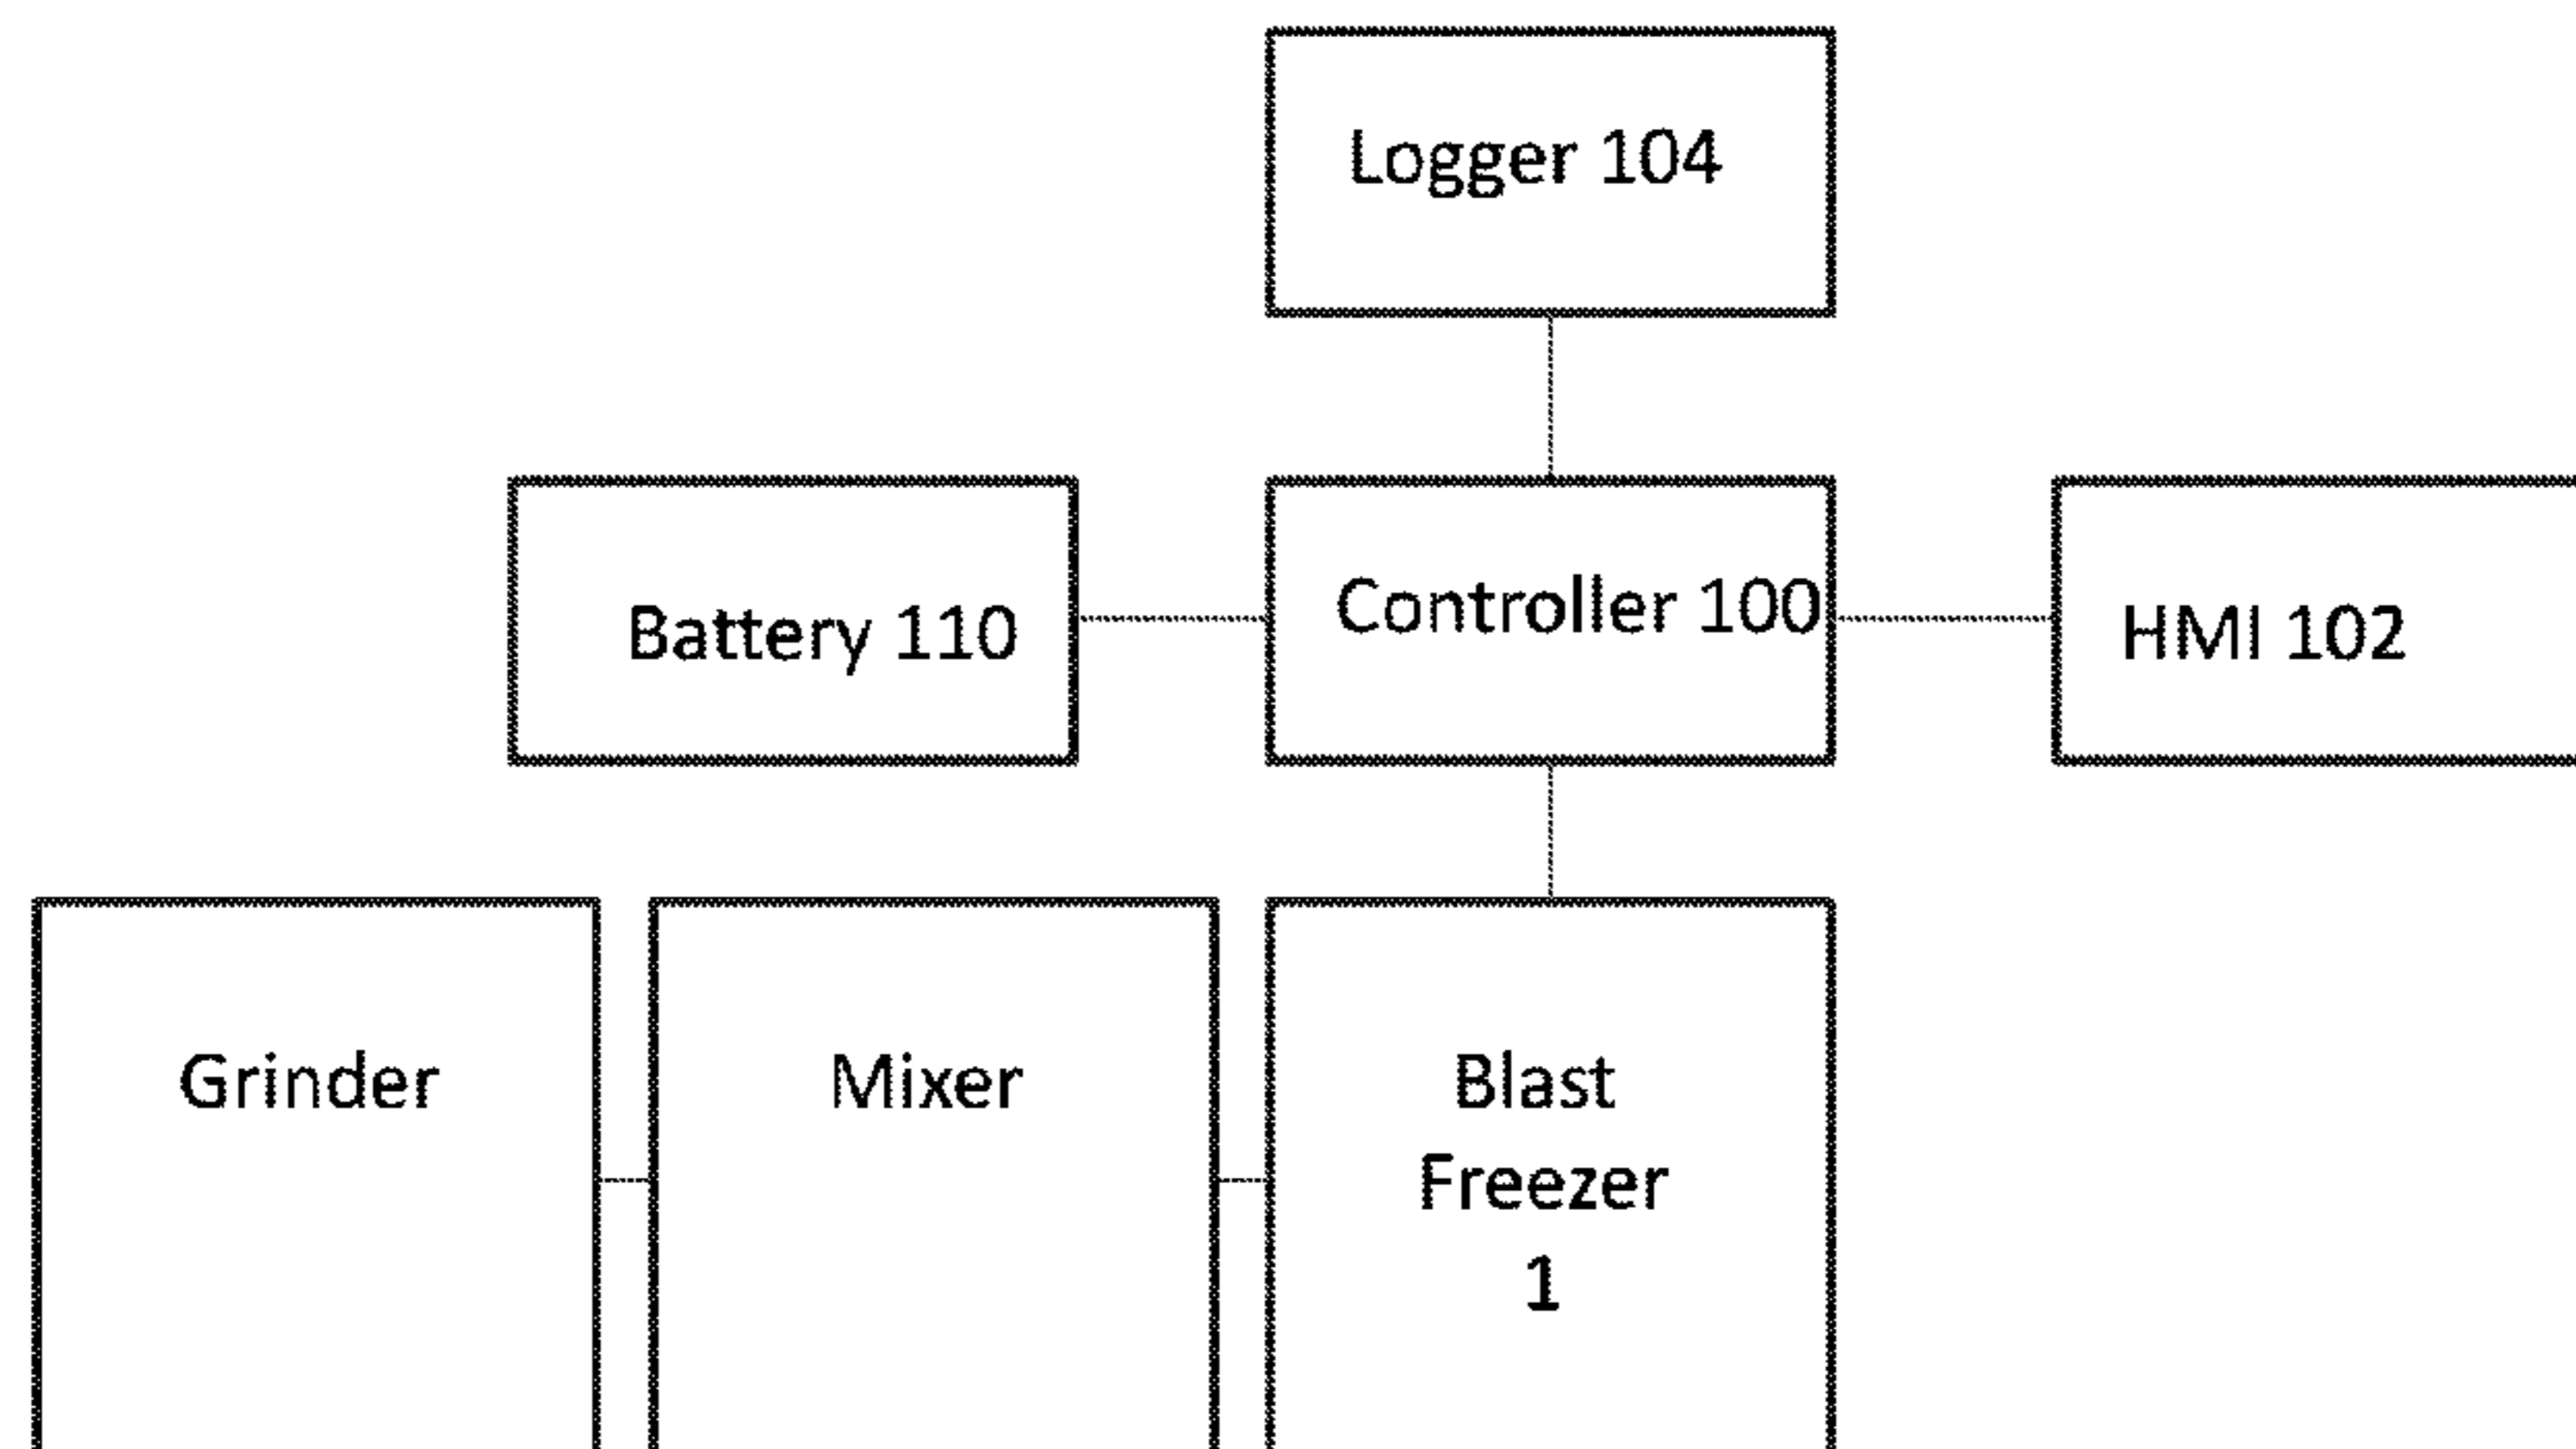 Logger 104
Battery 110
Controller 100
HMI 102
Grinder
Mixer
Blast
Freezer
1